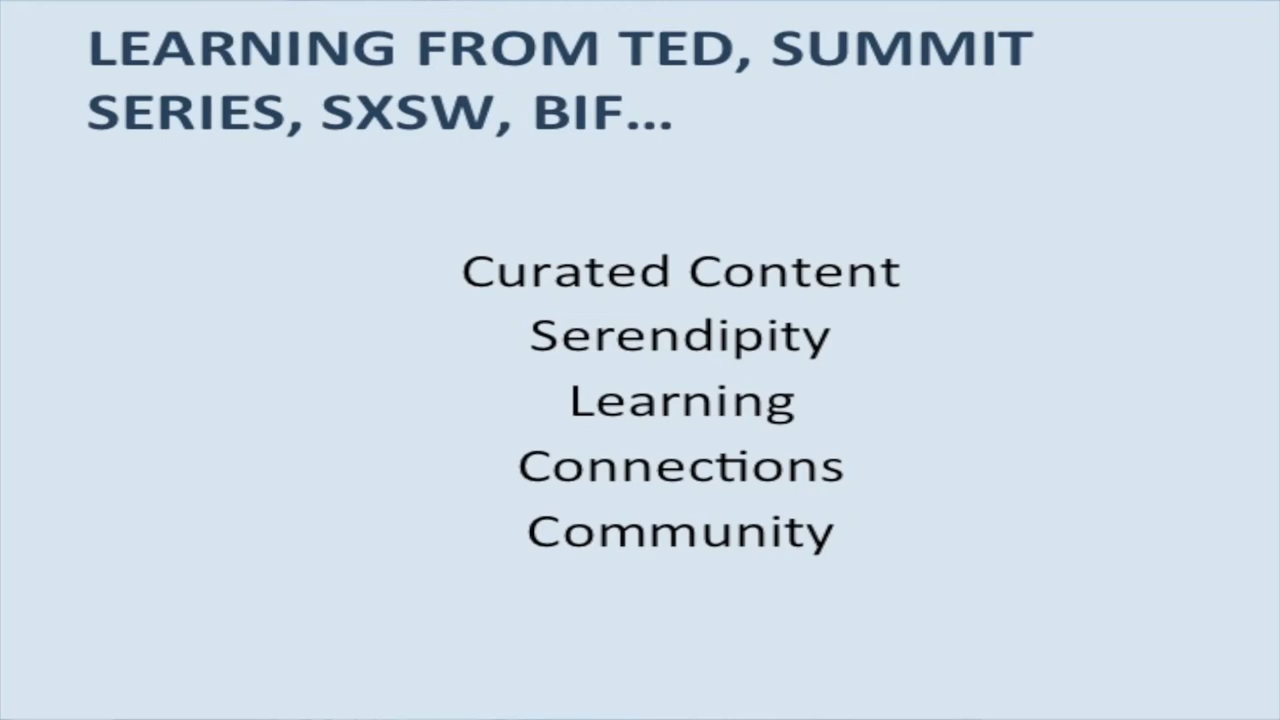 LEARNING FROM TED, SUMMIT
SERIES, SXSW, BIF...
Curated Content
Serendipity
Learning
Connections
Community